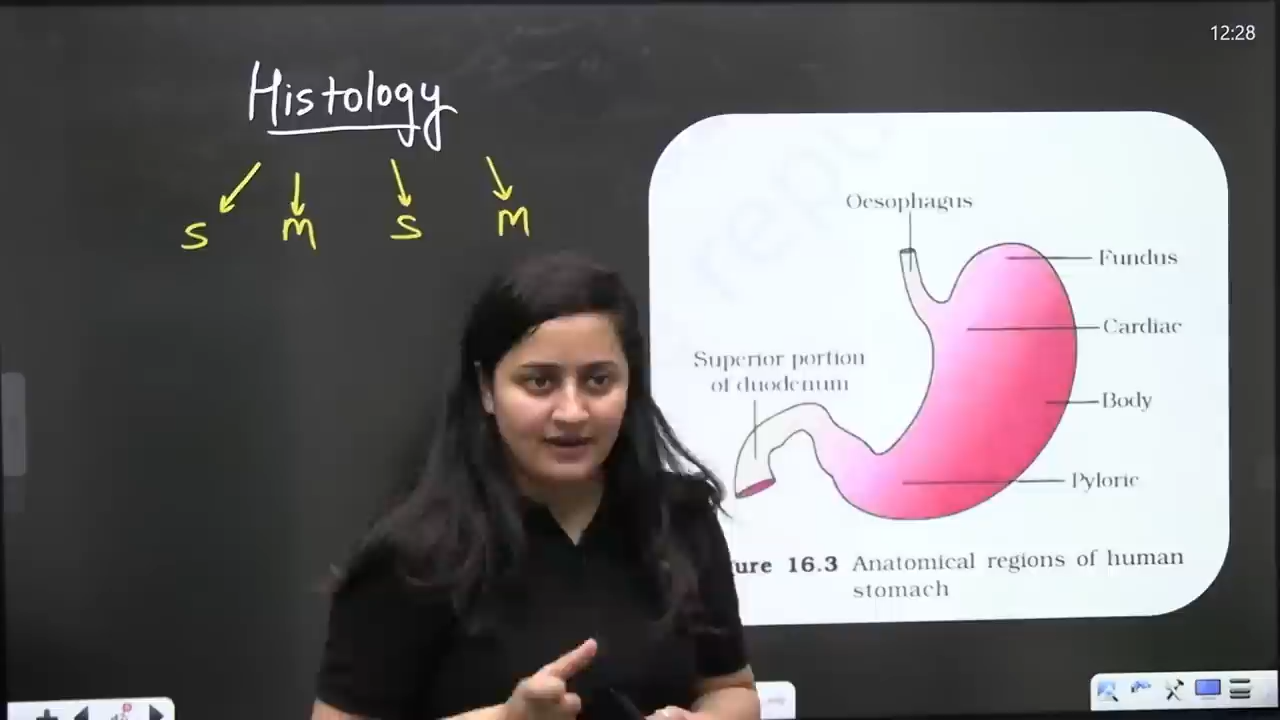 12:28
Histology
S M S M
Oesophagus
Fundus
Cardiac
Superior portion
of duodenum
Body
Pyloric
ure 16.3 Anatomical regions of human
stomach